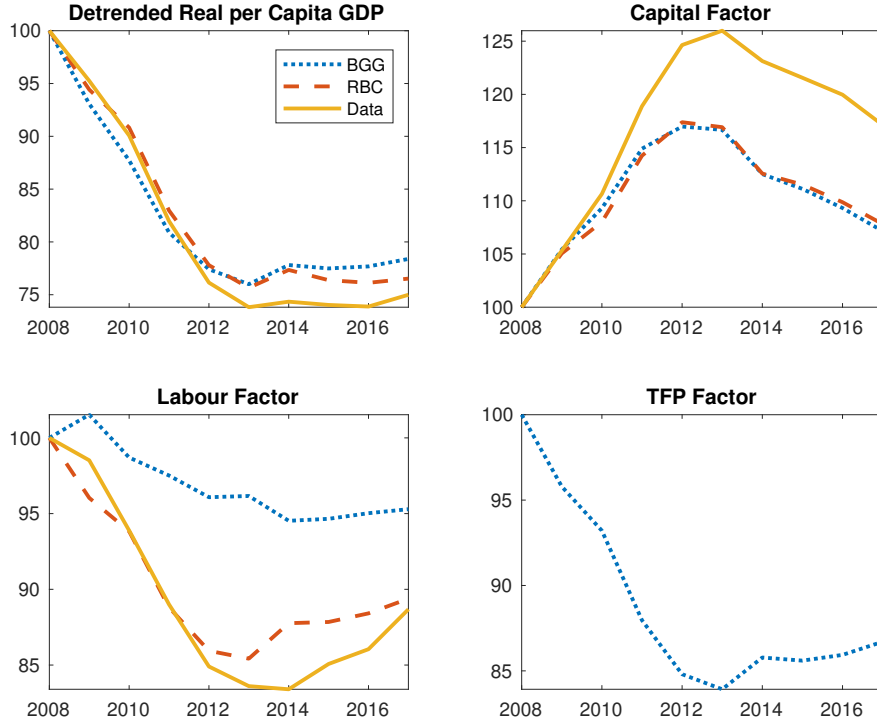 Detrended Real per Capita GDP
100
95
90
85
80
75
2008 2010 2012 2014 2016
BGG
RBC
Data
Capital Factor
125
120
115
110
105
100
2008 2010 2012 2014 2016
Labour Factor
100
95
90
85
2008 2010 2012 2014 2016
TFP Factor
100
95
90
85
2008 2010 2012 2014 2016